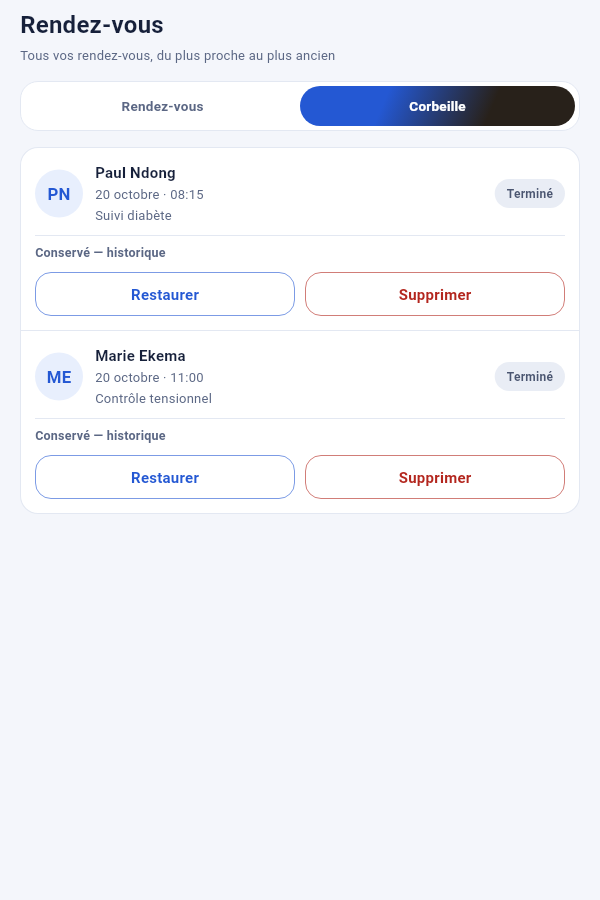 Rendez-vous
Tous vos rendez-vous, du plus proche au plus ancien
Rendez-vous
Corbeille
PN
Paul Ndong
20 octobre · 08:15
Suivi diabète
Terminé
Conservé — historique
Restaurer
Supprimer
ME
Marie Ekema
20 octobre · 11:00
Contrôle tensionnel
Terminé
Conservé — historique
Restaurer
Supprimer